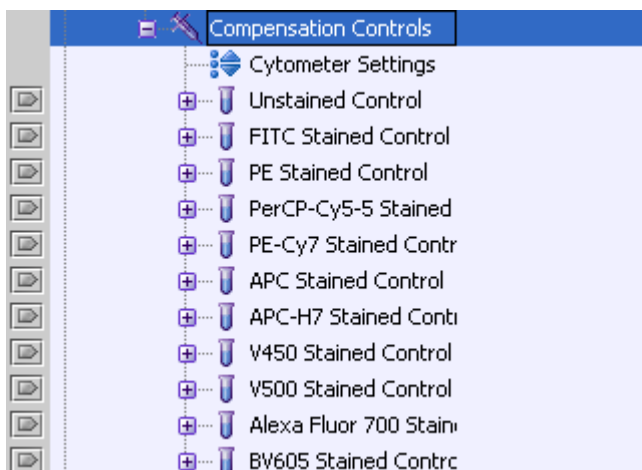 Compensation Controls
Cytometer Settings
Unstained Control
FITC Stained Control
PE Stained Control
PerCP-Cy5-5 Stained
PE-Cy7 Stained Contr
APC Stained Control
APC-H7 Stained Contr
V450 Stained Control
V500 Stained Control
Alexa Fluor 700 Stain
BV605 Stained Contrc